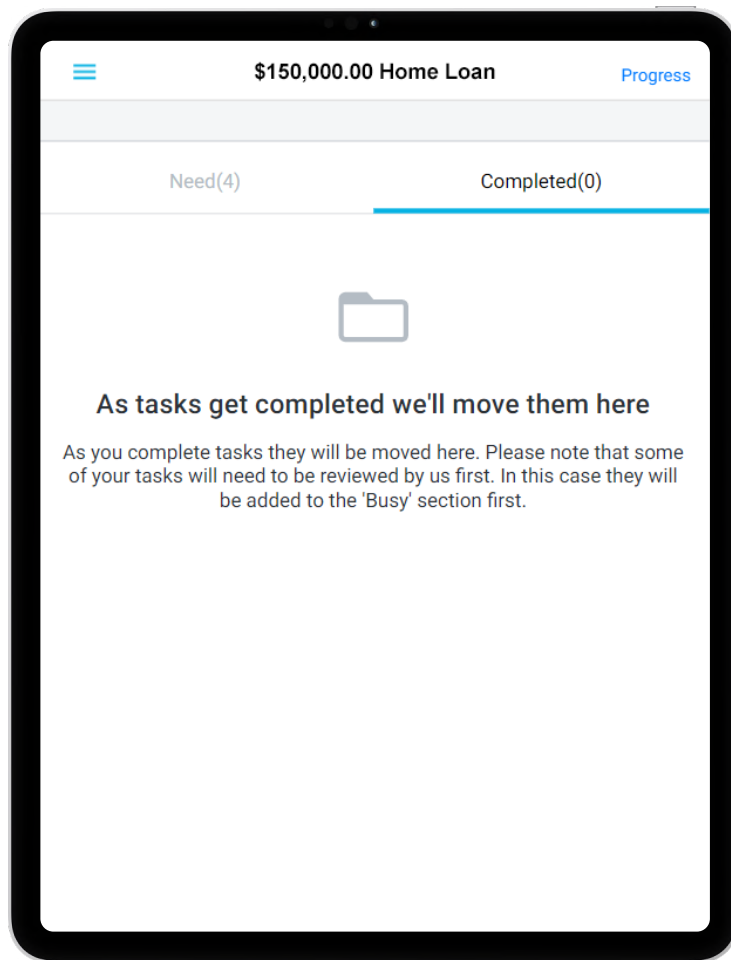 $150,000.00 Home Loan
Progress
Need(4)
Completed(0)
As tasks get completed we'll move them here
As you complete tasks they will be moved here. Please note that some
of your tasks will need to be reviewed by us first. In this case they will
be added to the 'Busy' section first.